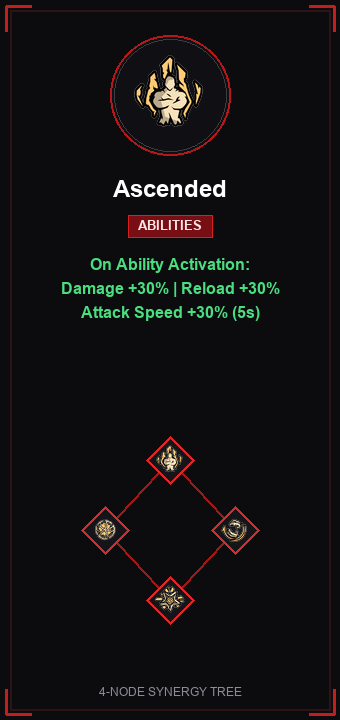 Ascended
ABILITIES
On Ability Activation:
Damage +30% | Reload +30%
Attack Speed +30% (5s)
4-NODE SYNERGY TREE